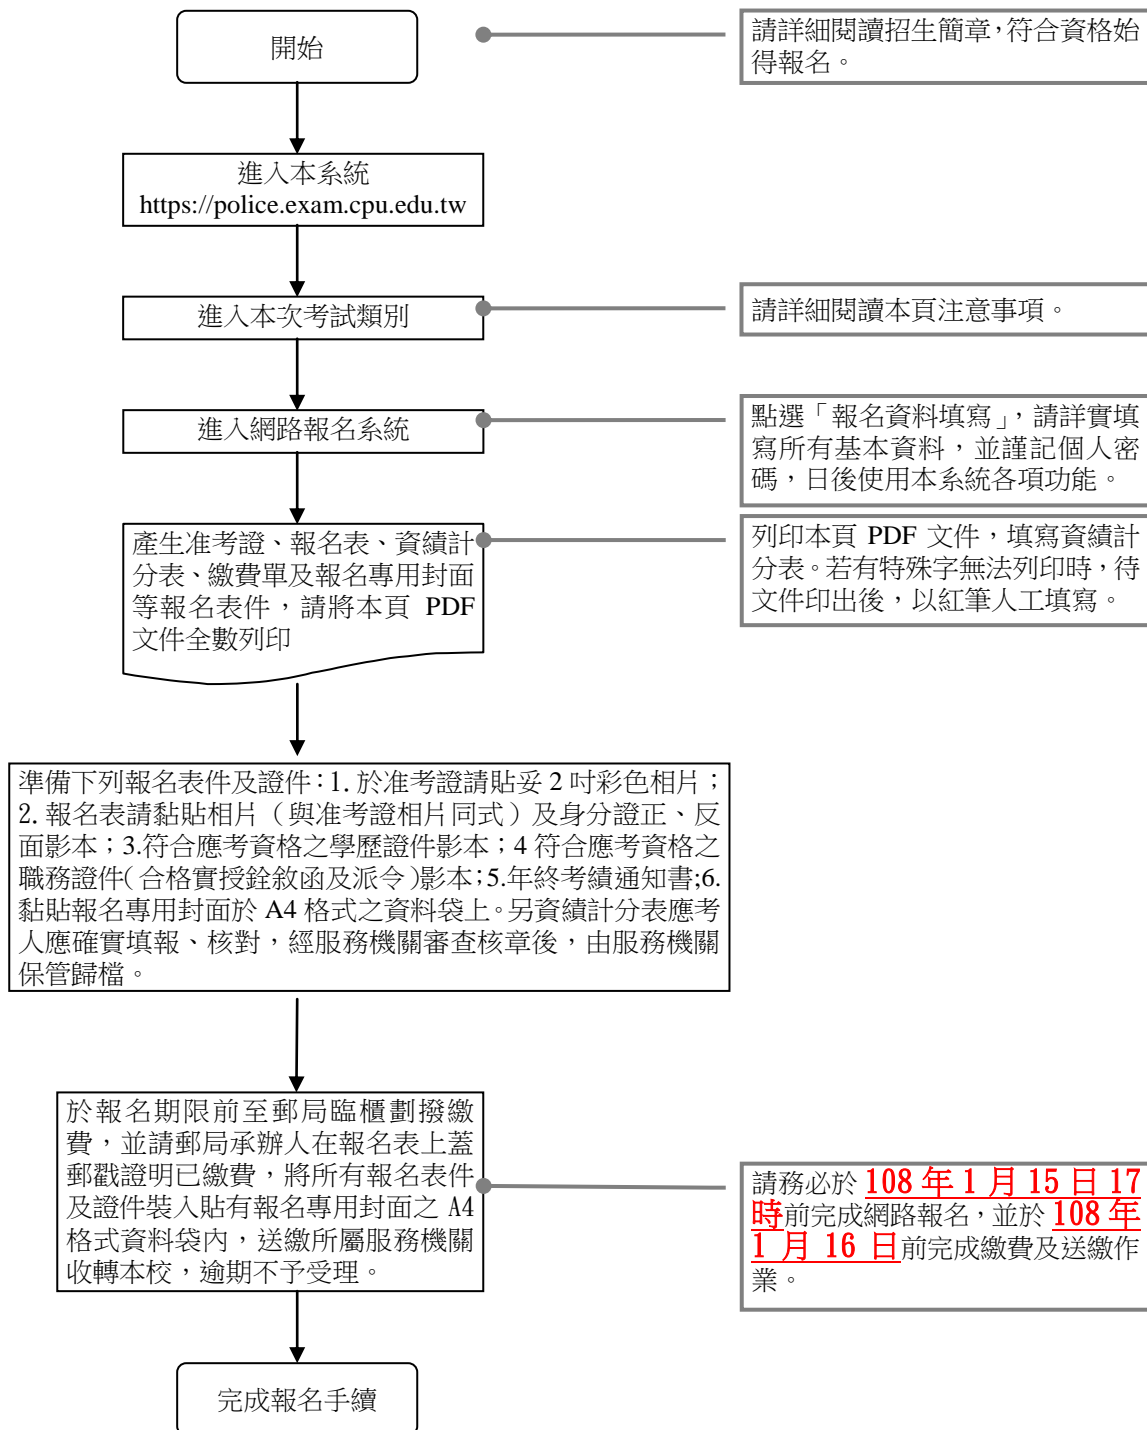 開始
請詳細閱讀招生簡章，符合資格始
得報名。
進入本系統
https://police.exam.cpu.edu.tw
進入本次考試類別
請詳細閱讀本頁注意事項。
進入網路報名系統
點選「報名資料填寫」，請詳實填
寫所有基本資料，並謹記個人密
碼，日後使用本系統各項功能。
產生准考證、報名表、資績計
分表、繳費單及報名專用封面
等報名表件，請將本頁 PDF
文件全數列印
列印本頁 PDF 文件，填寫資績計
分表。若有特殊字無法列印時，待
文件印出後，以紅筆人工填寫。
準備下列報名表件及證件：1. 於准考證請貼妥 2 吋彩色相片；
2. 報名表請黏貼相片（與准考證相片同式）及身分證正、反
面影本；3.符合應考資格之學歷證件影本；4 符合應考資格之
職務證件(合格實授銓敘函及派令)影本；5.年終考績通知書;6.
黏貼報名專用封面於 A4 格式之資料袋上。另資績計分表應考
人應確實填報、核對，經服務機關審查核章後，由服務機關
保管歸檔。
於報名期限前至郵局臨櫃劃撥繳
費，並請郵局承辦人在報名表上蓋
郵戳證明已繳費，將所有報名表件
及證件裝入貼有報名專用封面之 A4
格式資料袋內，送繳所屬服務機關
收轉本校，逾期不予受理。
請務必於 108 年 1 月 15 日 17
時前完成網路報名，並於 108 年
1 月 16 日前完成繳費及送繳作
業。
完成報名手續